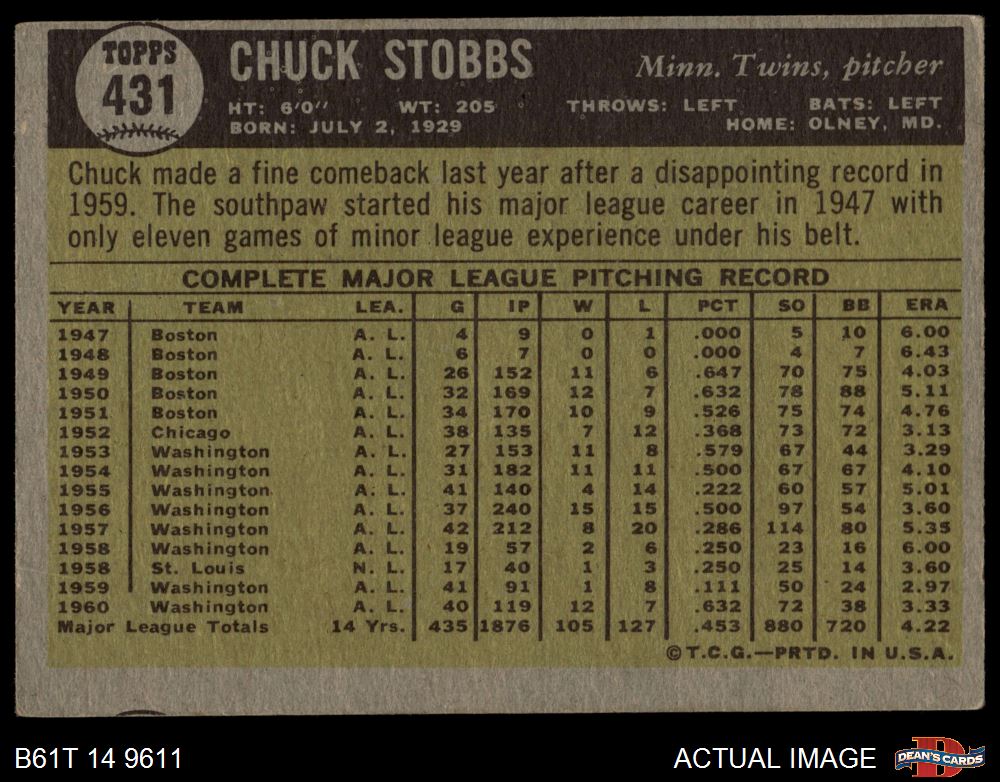 TOPPS
431
CHUCK STOBBS
Minn. Twins, pitcher
HT: 6'0" WT: 205 THROWS: LEFT BATS: LEFT
BORN: JULY 2, 1929 HOME: OLNEY, MD.
Chuck made a fine comeback last year after a disappointing record in
1959. The southpaw started his major league career in 1947 with
only eleven games of minor league experience under his belt.
COMPLETE MAJOR LEAGUE PITCHING RECORD
YEAR TEAM LEA. G IP W L PCT SO BB ERA
1947 Boston A. L. 4 9 0 1 .000 5 10 6.00
1948 Boston A. L. 6 7 0 0 .000 4 7 6.43
1949 Boston A. L. 26 152 11 6 .647 70 75 4.03
1950 Boston A. L. 32 169 12 7 .632 78 88 5.11
1951 Boston A. L. 34 170 10 9 .526 75 74 4.76
1952 Chicago A. L. 38 135 7 12 .368 73 72 3.13
1953 Washington A. L. 27 153 11 8 .579 67 44 3.29
1954 Washington A. L. 31 182 11 11 .500 67 67 4.10
1955 Washington A. L. 41 140 4 14 .222 60 57 5.01
1956 Washington A. L. 37 240 15 15 .500 97 54 3.60
1957 Washington A. L. 42 212 8 20 .286 114 80 5.35
1958 Washington A. L. 19 57 2 6 .250 23 16 6.00
1958 St. Louis N. L. 17 40 1 3 .250 25 14 3.60
1959 Washington A. L. 41 91 1 8 .111 50 24 2.97
1960 Washington A. L. 40 119 12 7 .632 72 38 3.33
Major League Totals 14 Yrs. 435 1876 105 127 .453 880 720 4.22
©T.C.G.—PRTD. IN U.S.A.
B61T 14 9611
ACTUAL IMAGE
D
DEAN'S CARDS